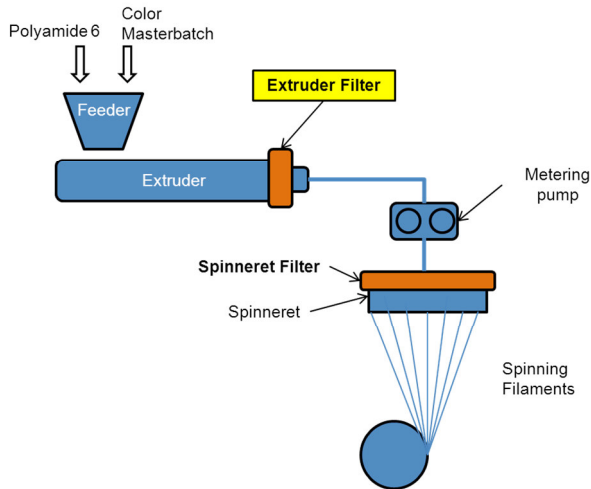 Polyamide 6
Color
Masterbatch
Feeder
Extruder Filter
Extruder
Metering
pump
Spinneret Filter
Spinneret
Spinning
Filaments